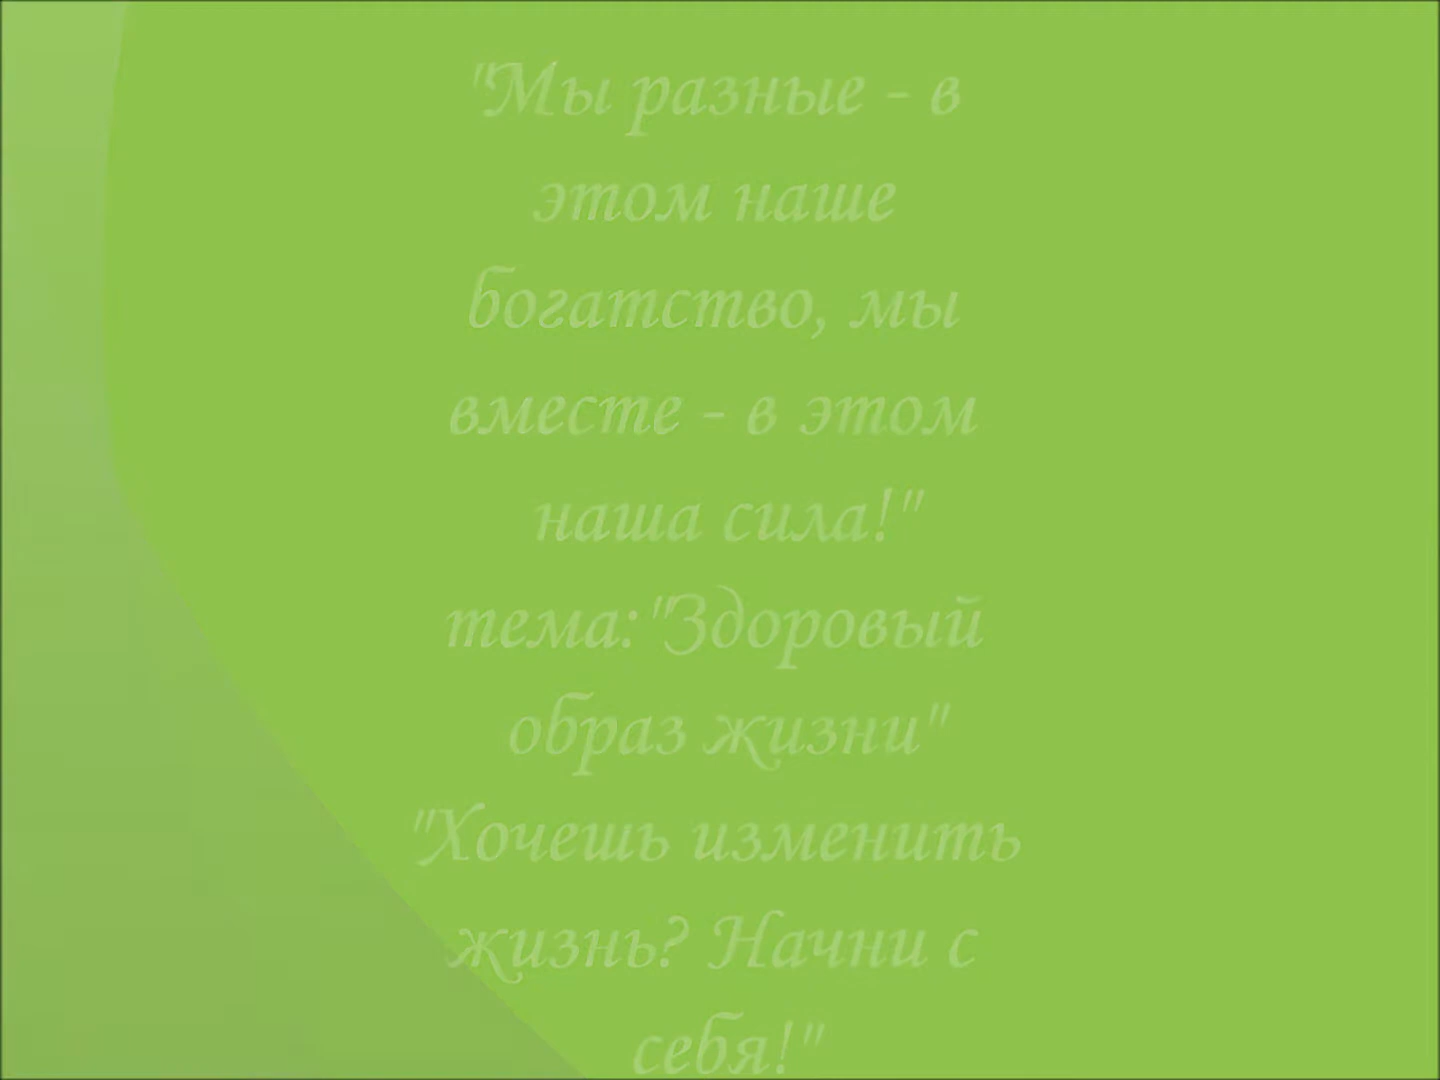 "Мы разные - в
этом наше
богатство, мы
вместе - в этом
наша сила!"
тема:"Здоровый
образ жизни"
"Хочешь изменить
жизнь? Начни с
себя!"